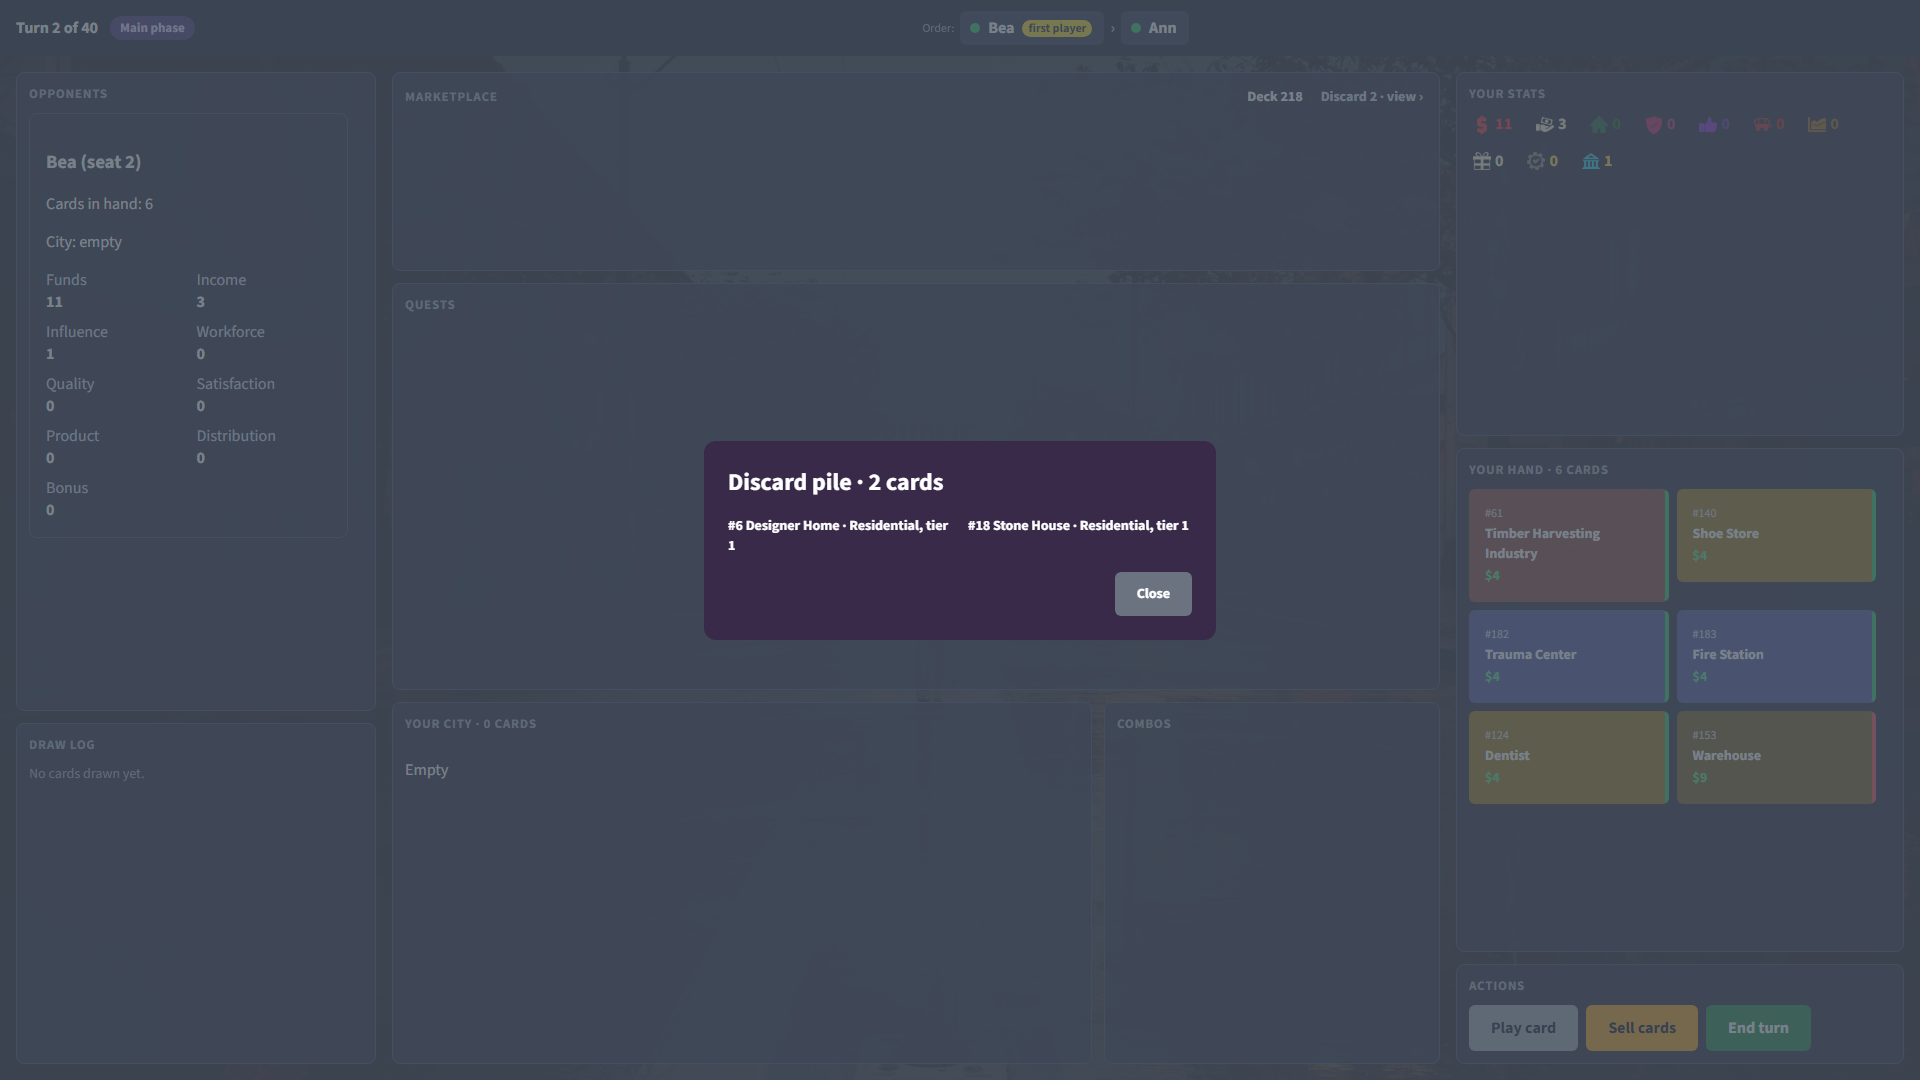 Turn 2 of 40
Main phase
Order:
Bea
first player
›
Ann
OPPONENTS
Bea (seat 2)
Cards in hand: 6
City: empty
Funds
Income
11
3
Influence
Workforce
1
0
Quality
Satisfaction
0
0
Product
Distribution
0
0
Bonus
0
DRAW LOG
No cards drawn yet.
MARKETPLACE
Deck 218
Discard 2 · view ›
QUESTS
Discard pile · 2 cards
#6 Designer Home · Residential, tier
1
#18 Stone House · Residential, tier 1
Close
YOUR CITY · 0 CARDS
Empty
COMBOS
YOUR STATS
11
3
0
0
0
0
0
0
0
1
YOUR HAND · 6 CARDS
#61
Timber Harvesting
Industry
$4
#140
Shoe Store
$4
#182
Trauma Center
$4
#183
Fire Station
$4
#124
Dentist
$4
#153
Warehouse
$9
ACTIONS
Play card
Sell cards
End turn